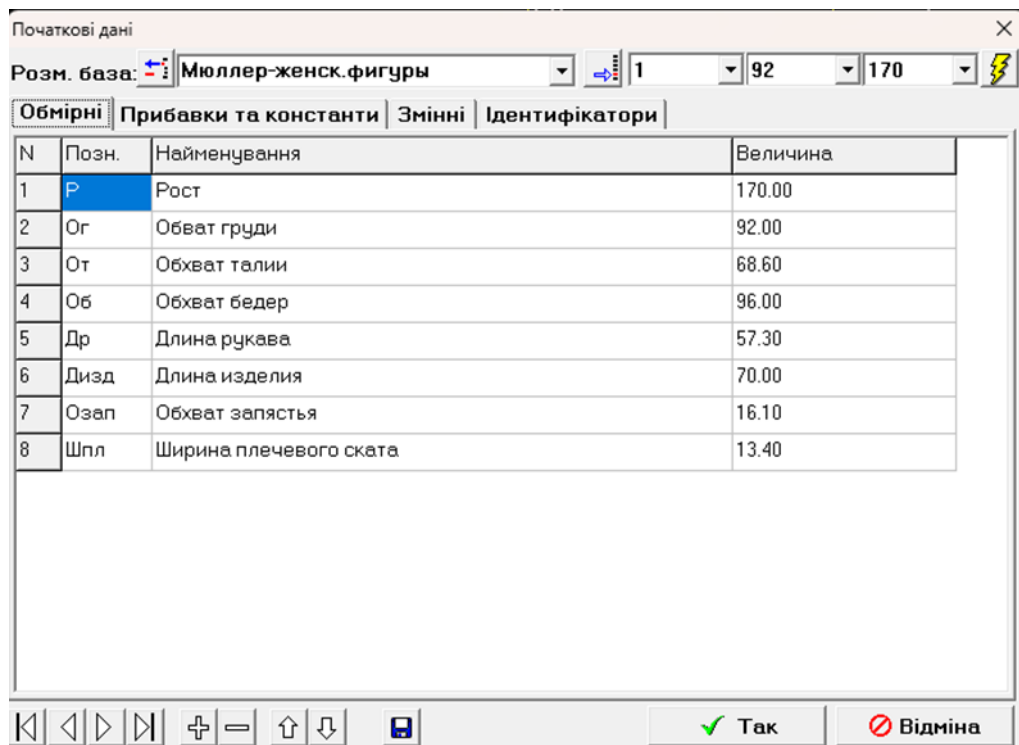 Початкові дані
Розм. база: Мюллер-женск.фигуры 1 92 170
Обмірні Прибавки та константи Змінні Ідентифікатори
N Позн. Найменування Величина
1 Р Рост 170.00
2 Ог Обват груди 92.00
3 От Обхват талии 68.60
4 Об Обхват бедер 96.00
5 Др Длина рукава 57.30
6 Дизд Длина изделия 70.00
7 Озап Обхват запястья 16.10
8 Шпл Ширина плечевого ската 13.40
Так Відміна